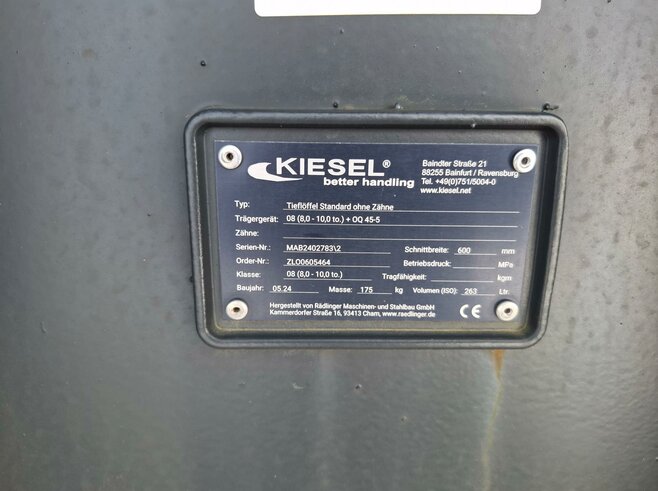 KIESEL®
better handling
Baindter Straße 21
88255 Bainfurt / Ravensburg
Tel. +49(0)751/5004-0
www.kiesel.net
Typ: Tieflöffel Standard ohne Zähne
Trägergerät: 08 (8,0 - 10,0 to.) + OQ 45-5
Zähne:
Serien-Nr.: MAB2402783\2 Schnittbreite: 600 mm
Order-Nr.: ZLO0605464 Betriebsdruck: MPa
Klasse: 08 (8,0 - 10,0 to.) Tragfähigkeit: kgm
Baujahr: 05.24 Masse: 175 kg Volumen (ISO): 263 Ltr.
Hergestellt von Rädlinger Maschinen- und Stahlbau GmbH
Kammerdorfer Straße 16, 93413 Cham, www.raedlinger.de
CE